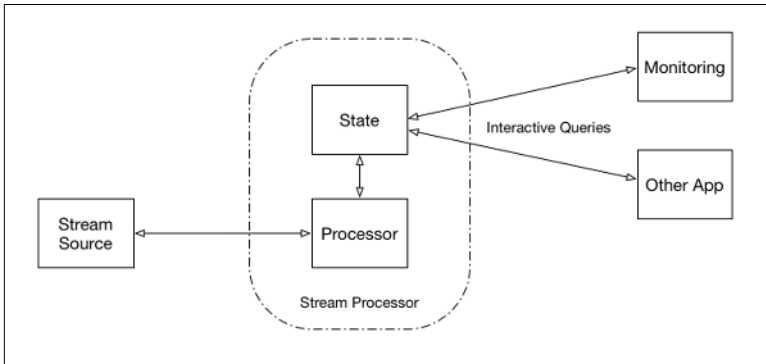 Monitoring
State
Interactive Queries
Other App
Stream
Source
Processor
Stream Processor